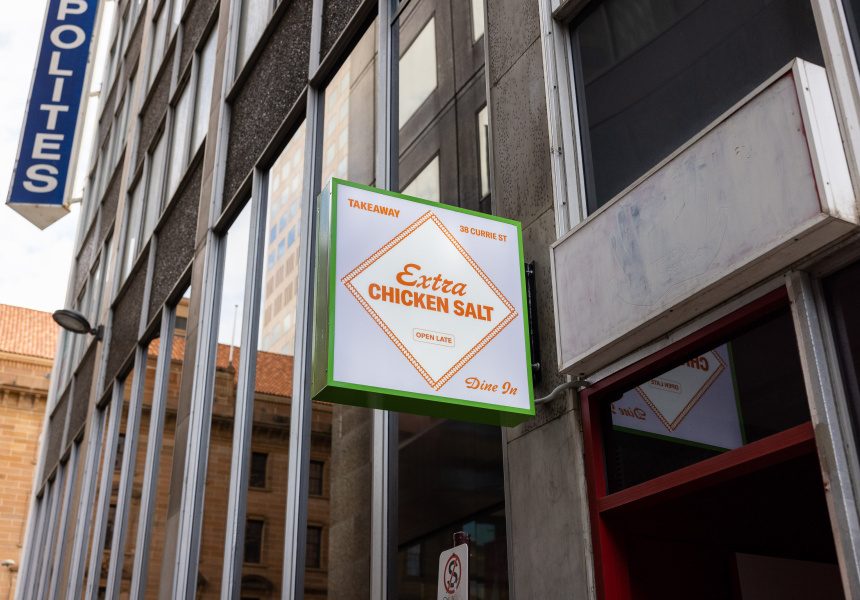 POLITES
TAKEAWAY
38 CURRIE ST
Extra
CHICKEN SALT
OPEN LATE
Dine In